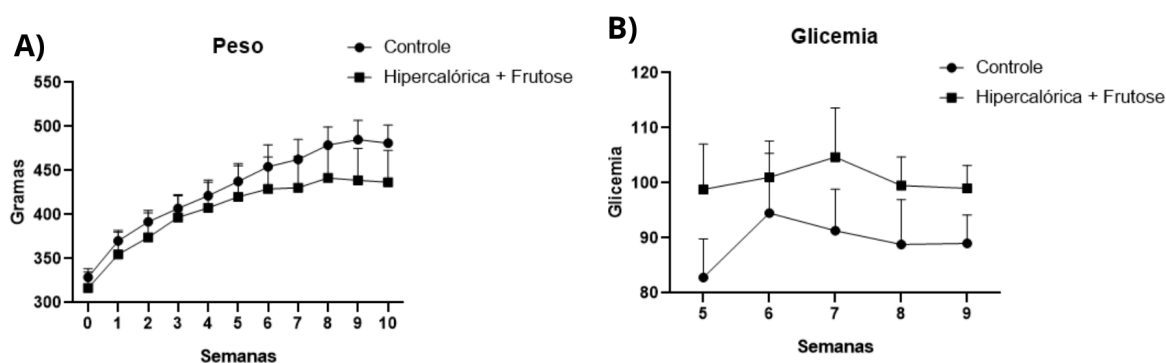 A)
Peso
Controle
Hipercalórica + Frutose
550
500
450
400
350
300
Gramas
0 1 2 3 4 5 6 7 8 9 10
Semanas
B)
Glicemia
Controle
Hipercalórica + Frutose
120
110
100
90
80
Glicemia
5 6 7 8 9
Semanas